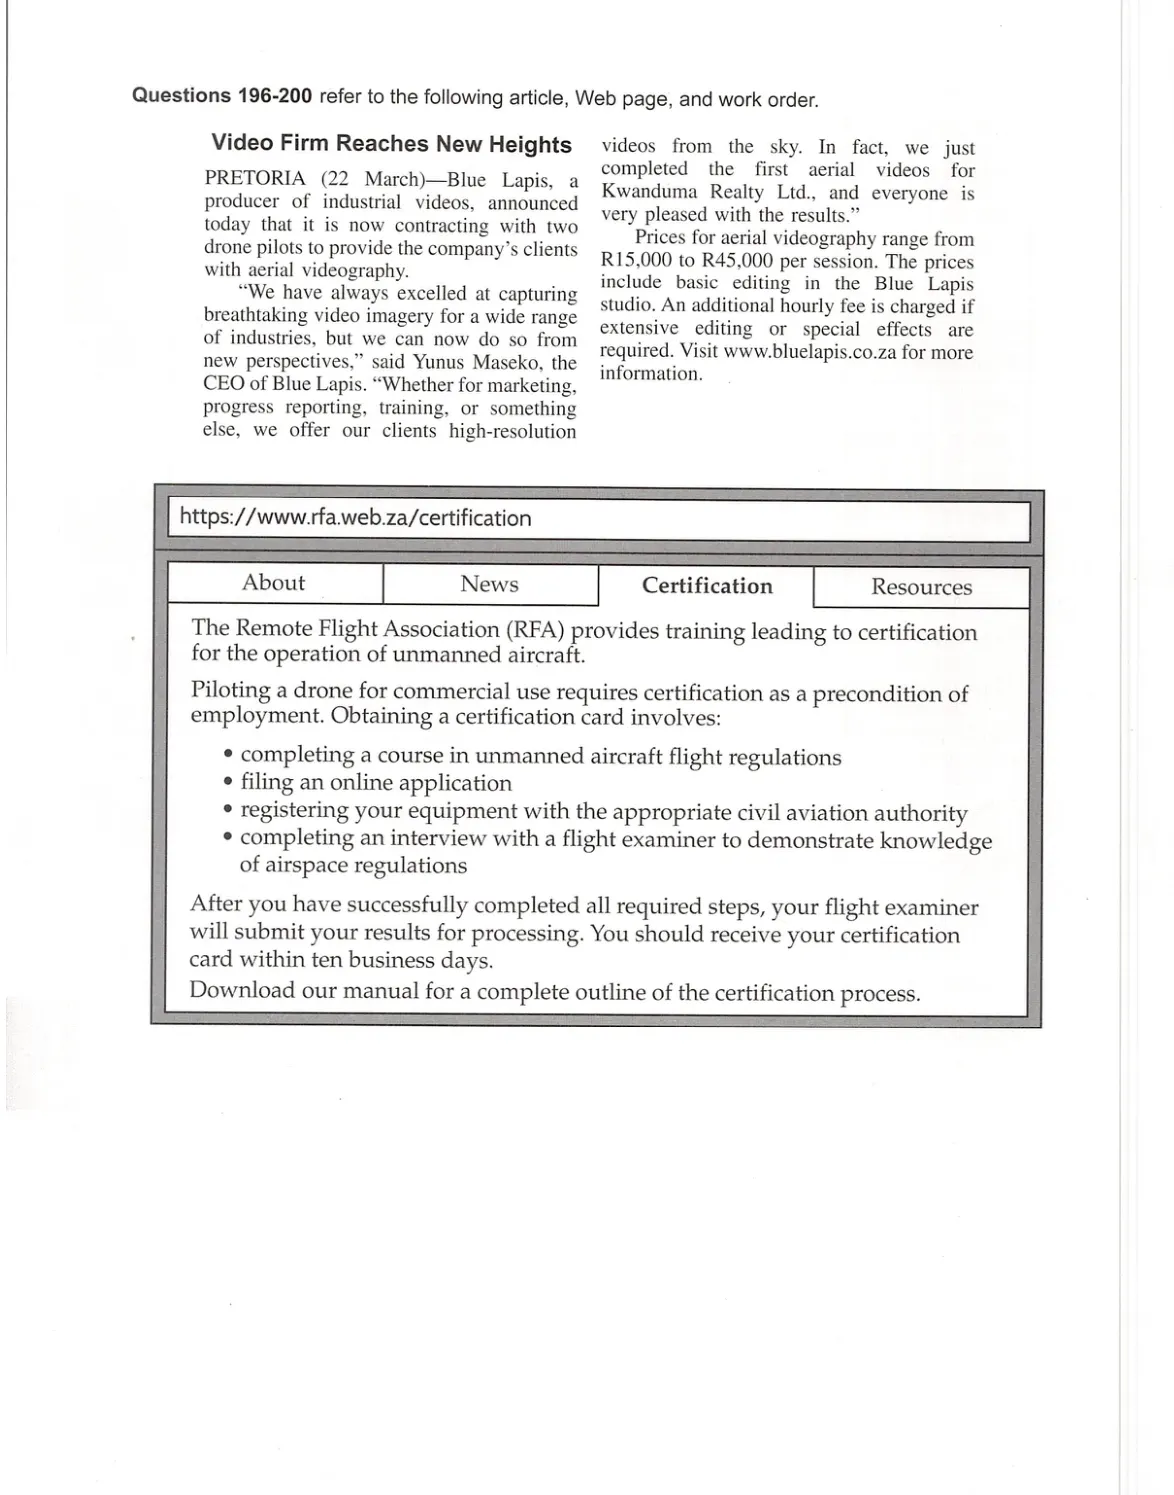 Questions 196-200 refer to the following article, Web page, and work order.
Video Firm Reaches New Heights
PRETORIA (22 March)—Blue Lapis, a
producer of industrial videos, announced
today that it is now contracting with two
drone pilots to provide the company's clients
with aerial videography.
"We have always excelled at capturing
breathtaking video imagery for a wide range
of industries, but we can now do so from
new perspectives," said Yunus Maseko, the
CEO of Blue Lapis. "Whether for marketing,
progress reporting, training, or something
else, we offer our clients high-resolution
videos from the sky. In fact, we just
completed the first aerial videos for
Kwanduma Realty Ltd., and everyone is
very pleased with the results."
Prices for aerial videography range from
R15,000 to R45,000 per session. The prices
include basic editing in the Blue Lapis
studio. An additional hourly fee is charged if
extensive editing or special effects are
required. Visit www.bluelapis.co.za for more
information.
https://www.rfa.web.za/certification
About
News
Certification
Resources
The Remote Flight Association (RFA) provides training leading to certification
for the operation of unmanned aircraft.
Piloting a drone for commercial use requires certification as a precondition of
employment. Obtaining a certification card involves:
• completing a course in unmanned aircraft flight regulations
• filing an online application
• registering your equipment with the appropriate civil aviation authority
• completing an interview with a flight examiner to demonstrate knowledge
of airspace regulations
After you have successfully completed all required steps, your flight examiner
will submit your results for processing. You should receive your certification
card within ten business days.
Download our manual for a complete outline of the certification process.